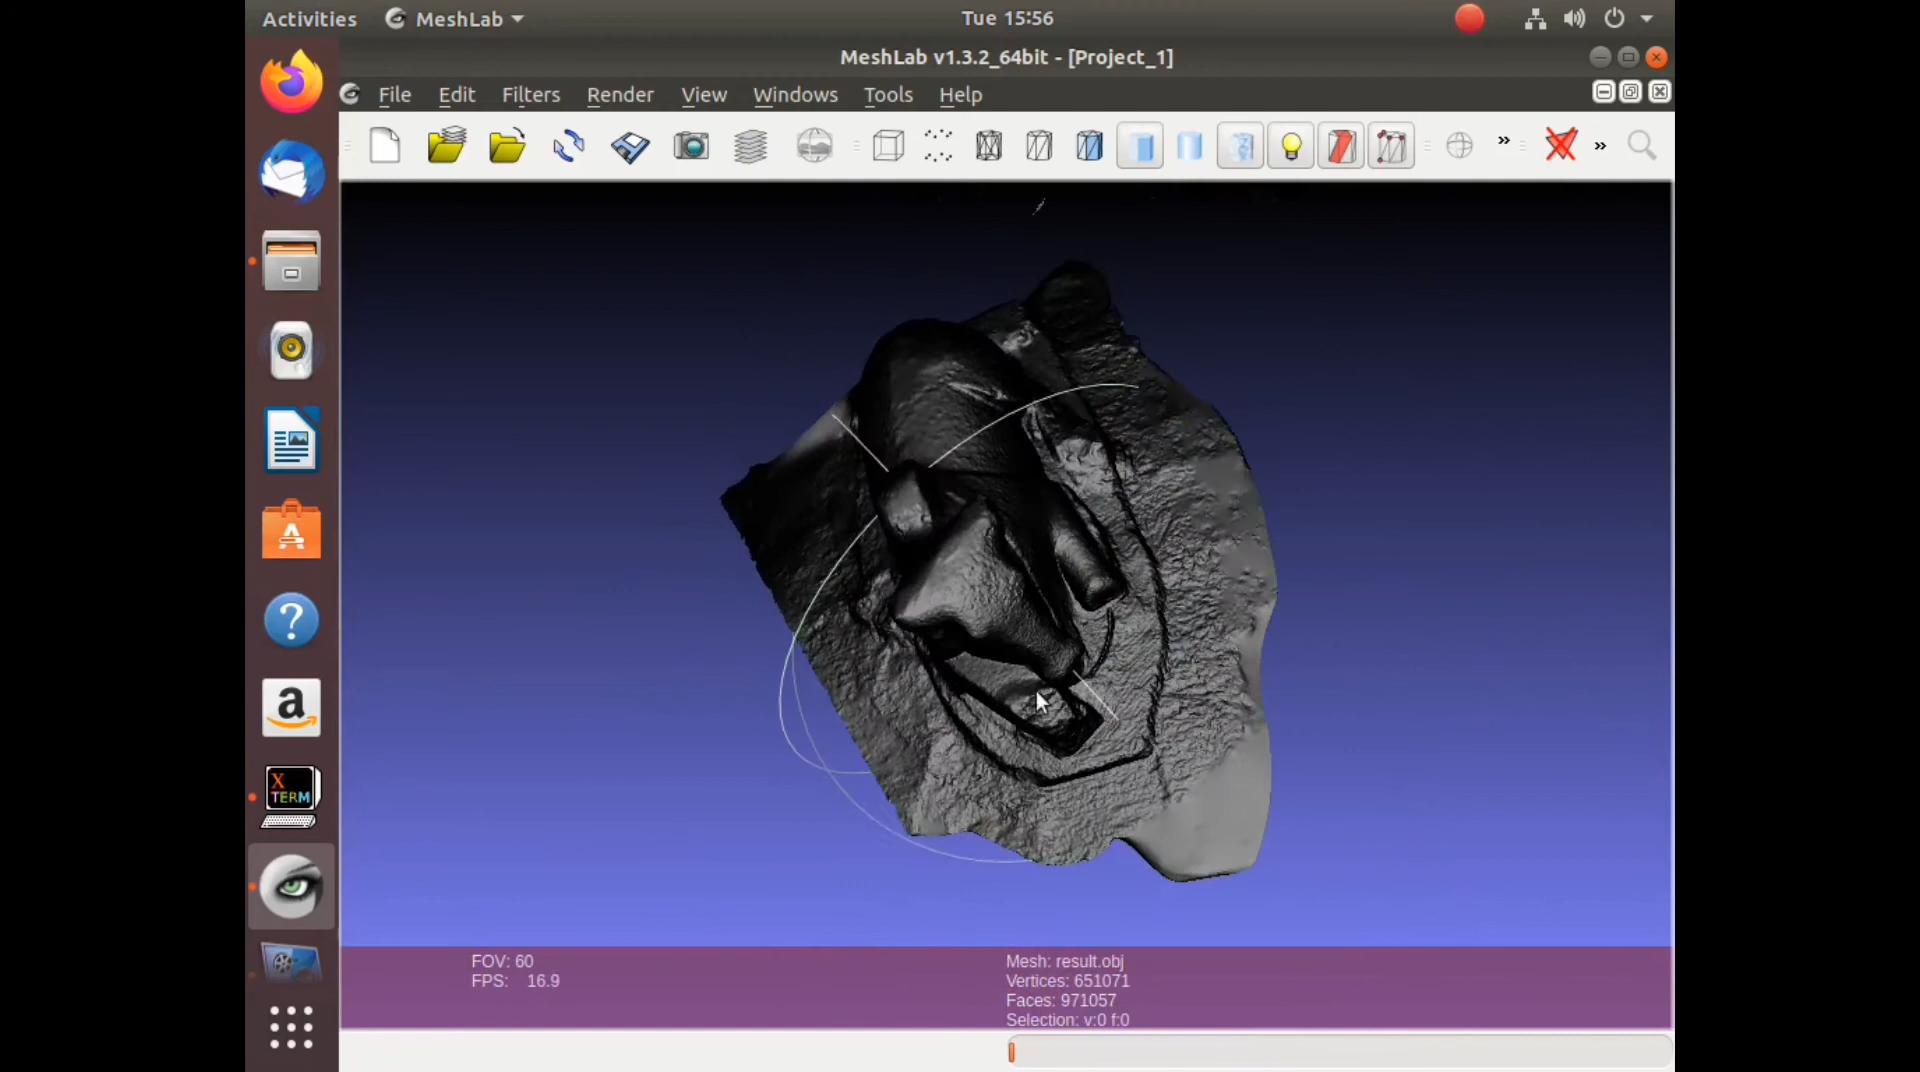 Activities
MeshLab
Tue 15:56
MeshLab v1.3.2_64bit - [Project_1]
File Edit Filters Render View Windows Tools Help
X
TERM
FOV: 60
FPS: 16.9
Mesh: result.obj
Vertices: 651071
Faces: 971057
Selection: v:0 f:0